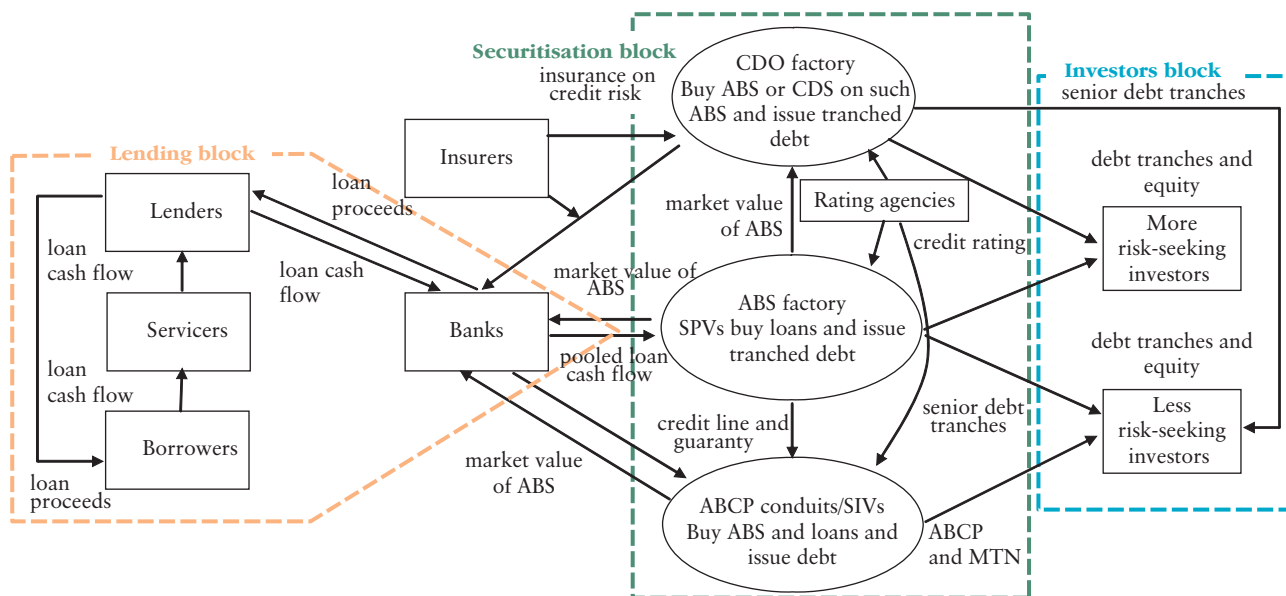 Securitisation block
insurance on
credit risk
CDO factory
Buy ABS or CDS on such
ABS and issue tranched
debt
Investors block
senior debt tranches
Lending block
Insurers
loan
proceeds
Lenders
loan
cash flow
loan cash
flow
market value
of ABS
Rating agencies
credit rating
debt tranches and
equity
More
risk-seeking
investors
Servicers
Banks
market value of
ABS
pooled loan
cash flow
ABS factory
SPVs buy loans and issue
tranched debt
debt tranches and
equity
Less
risk-seeking
investors
loan
cash flow
Borrowers
loan
proceeds
market value
of ABS
credit line and
guaranty
senior debt
tranches
ABCP conduits/SIVs
Buy ABS and loans and
issue debt
ABCP
and MTN